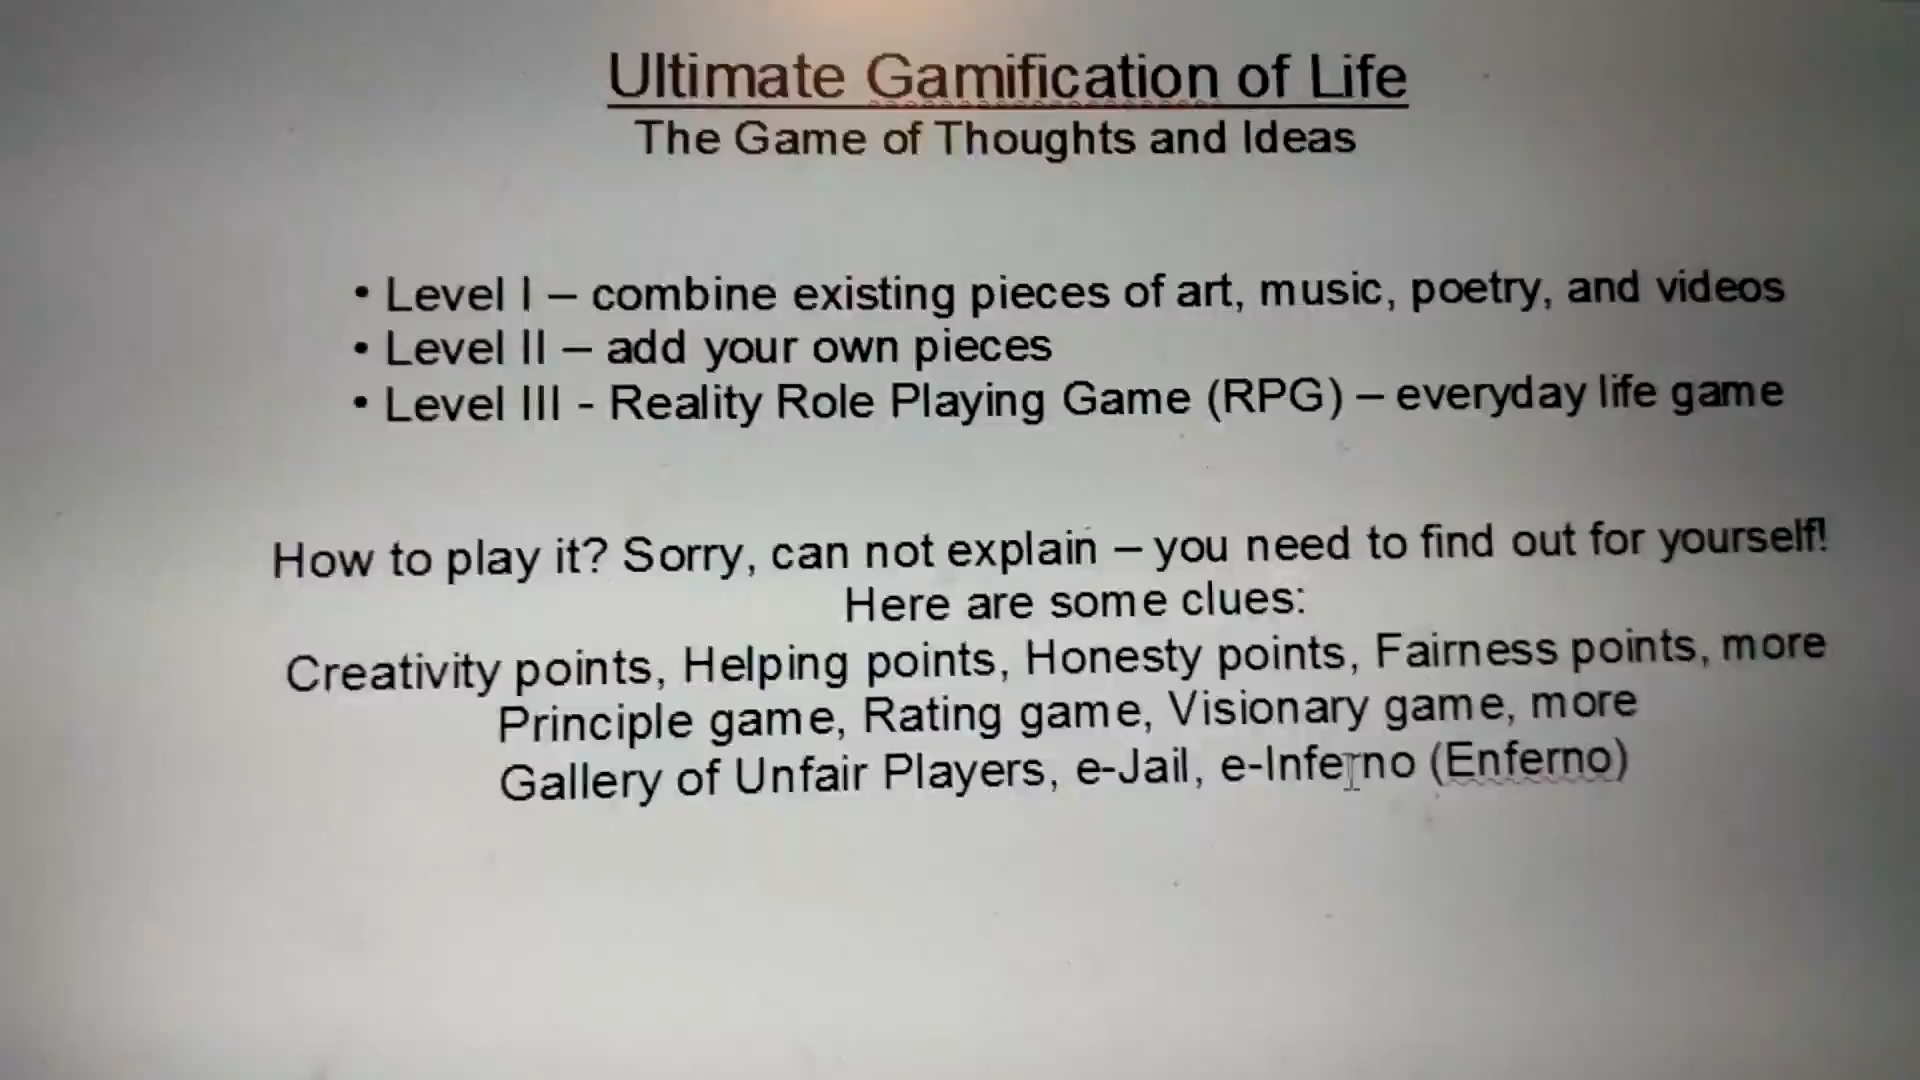 Ultimate Gamification of Life
The Game of Thoughts and Ideas
• Level I – combine existing pieces of art, music, poetry, and videos
• Level II – add your own pieces
• Level III - Reality Role Playing Game (RPG) – everyday life game
How to play it? Sorry, can not explain – you need to find out for yourself!
Here are some clues:
Creativity points, Helping points, Honesty points, Fairness points, more
Principle game, Rating game, Visionary game, more
Gallery of Unfair Players, e-Jail, e-Inferno (Enferno)